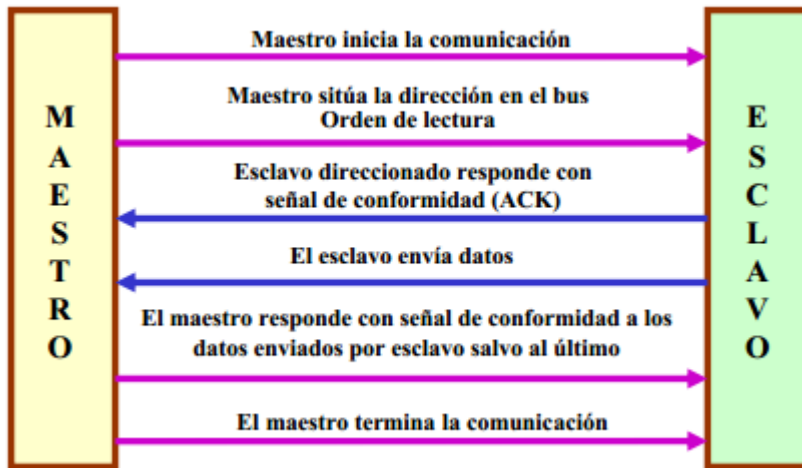 MAESTRO
Maestro inicia la comunicación
Maestro sitúa la dirección en el bus
Orden de lectura
Esclavo direccionado responde con
señal de conformidad (ACK)
El esclavo envía datos
El maestro responde con señal de conformidad a los
datos enviados por esclavo salvo al último
El maestro termina la comunicación
ESCLAVO